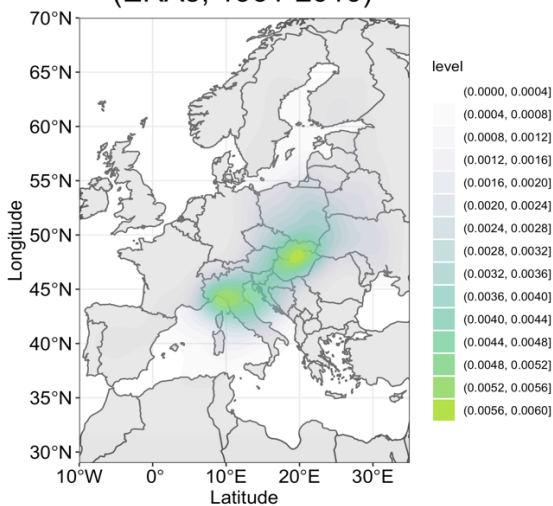 (ERA5,
70°N
65°N
60°N
55°N
50°N
45°N
40°N
35°N
30°N
Longitude
10°W 0° 10°E 20°E 30°E
Latitude
level
(0.0000, 0.0004]
(0.0004, 0.0008]
(0.0008, 0.0012]
(0.0012, 0.0016]
(0.0016, 0.0020]
(0.0020, 0.0024]
(0.0024, 0.0028]
(0.0028, 0.0032]
(0.0032, 0.0036]
(0.0036, 0.0040]
(0.0040, 0.0044]
(0.0044, 0.0048]
(0.0048, 0.0052]
(0.0052, 0.0056]
(0.0056, 0.0060]